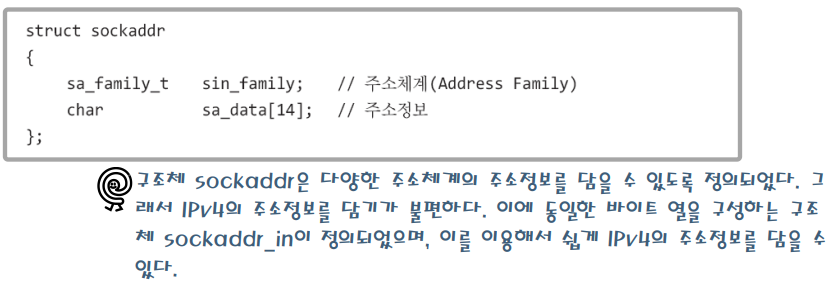 struct sockaddr
{
sa_family_t sin_family; // 주소체계(Address Family)
char sa_data[14]; // 주소정보
};
구조체 sockaddr은 다양한 주소체계의 주소정보를 담을 수 있도록 정의되었다. 그
래서 IPv4의 주소정보를 담기가 불편하다. 이에 동일한 바이트 열을 구성하는 구조
체 sockaddr_in이 정의되었으며, 이를 이용해서 쉽게 IPv4의 주소정보를 담을 수
있다.